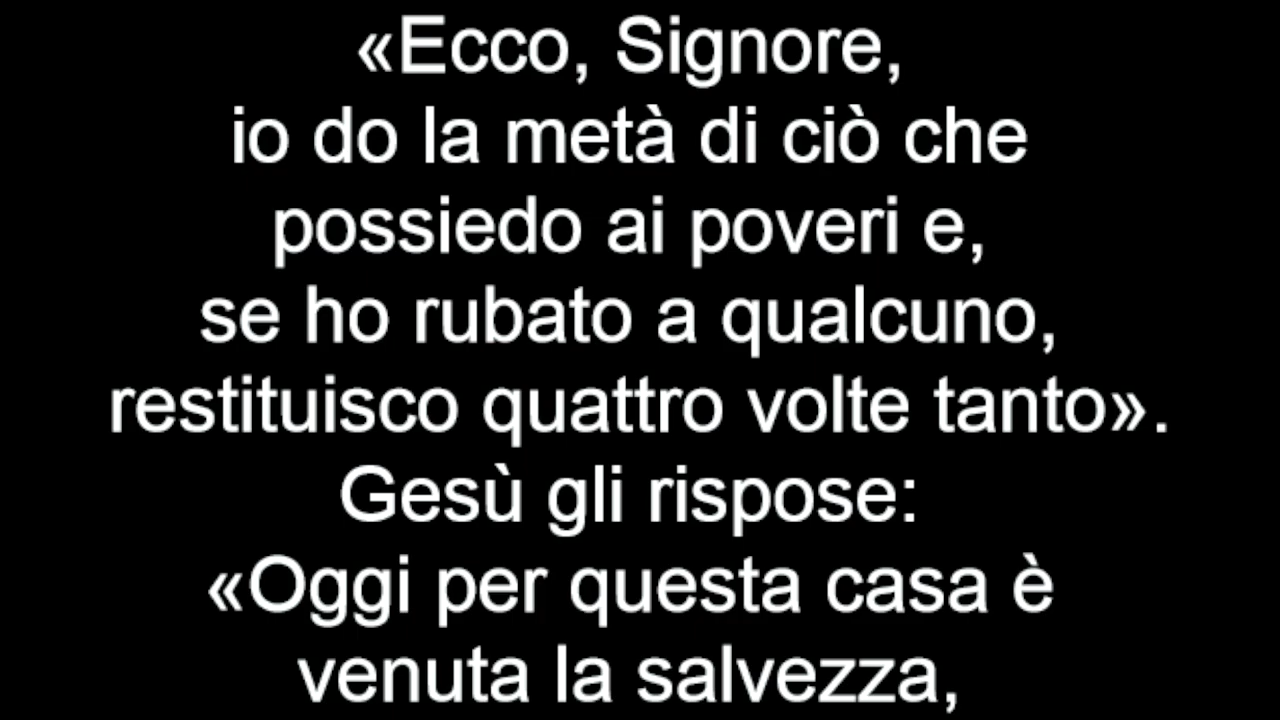 «Ecco, Signore,
io do la metà di ciò che
possiedo ai poveri e,
se ho rubato a qualcuno,
restituisco quattro volte tanto».
Gesù gli rispose:
«Oggi per questa casa è
venuta la salvezza,